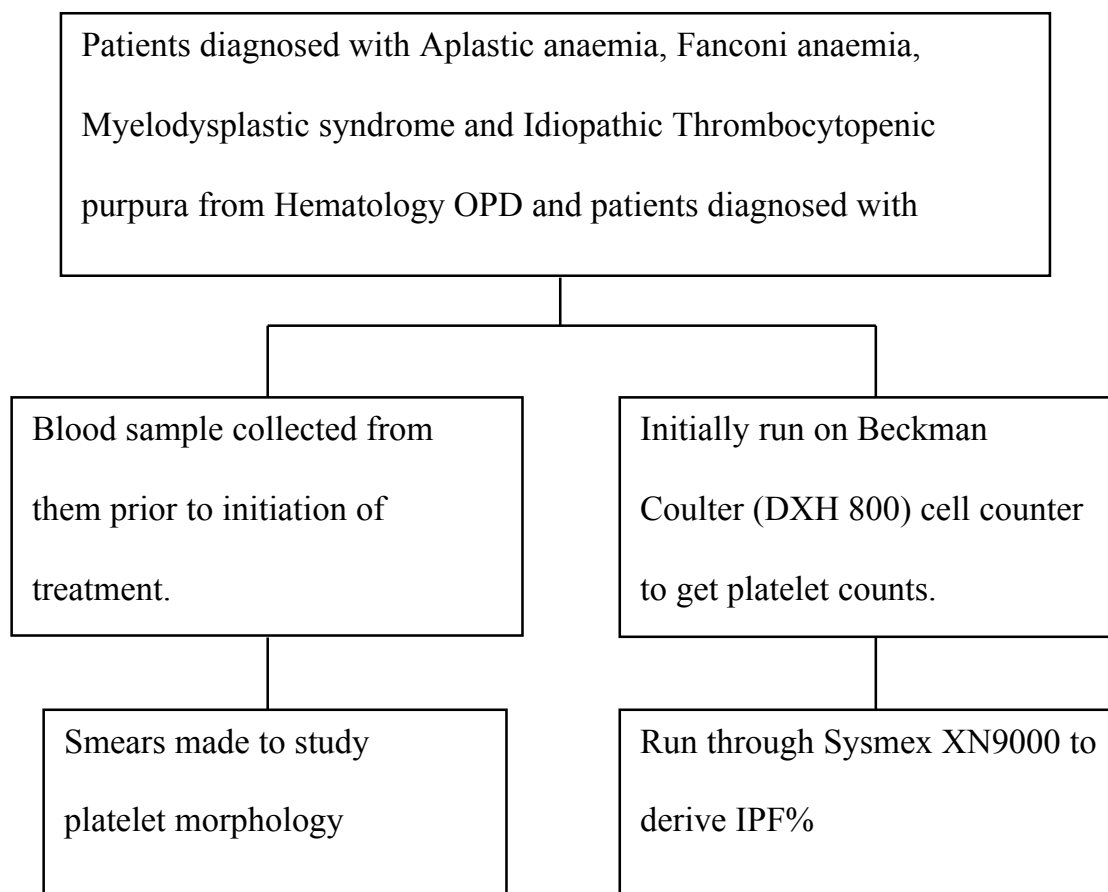 Patients diagnosed with Aplastic anaemia, Fanconi anaemia,
Myelodysplastic syndrome and Idiopathic Thrombocytopenic
purpura from Hematology OPD and patients diagnosed with
Blood sample collected from
them prior to initiation of
treatment.
Initially run on Beckman
Coulter (DXH 800) cell counter
to get platelet counts.
Smears made to study
platelet morphology
Run through Sysmex XN9000 to
derive IPF%